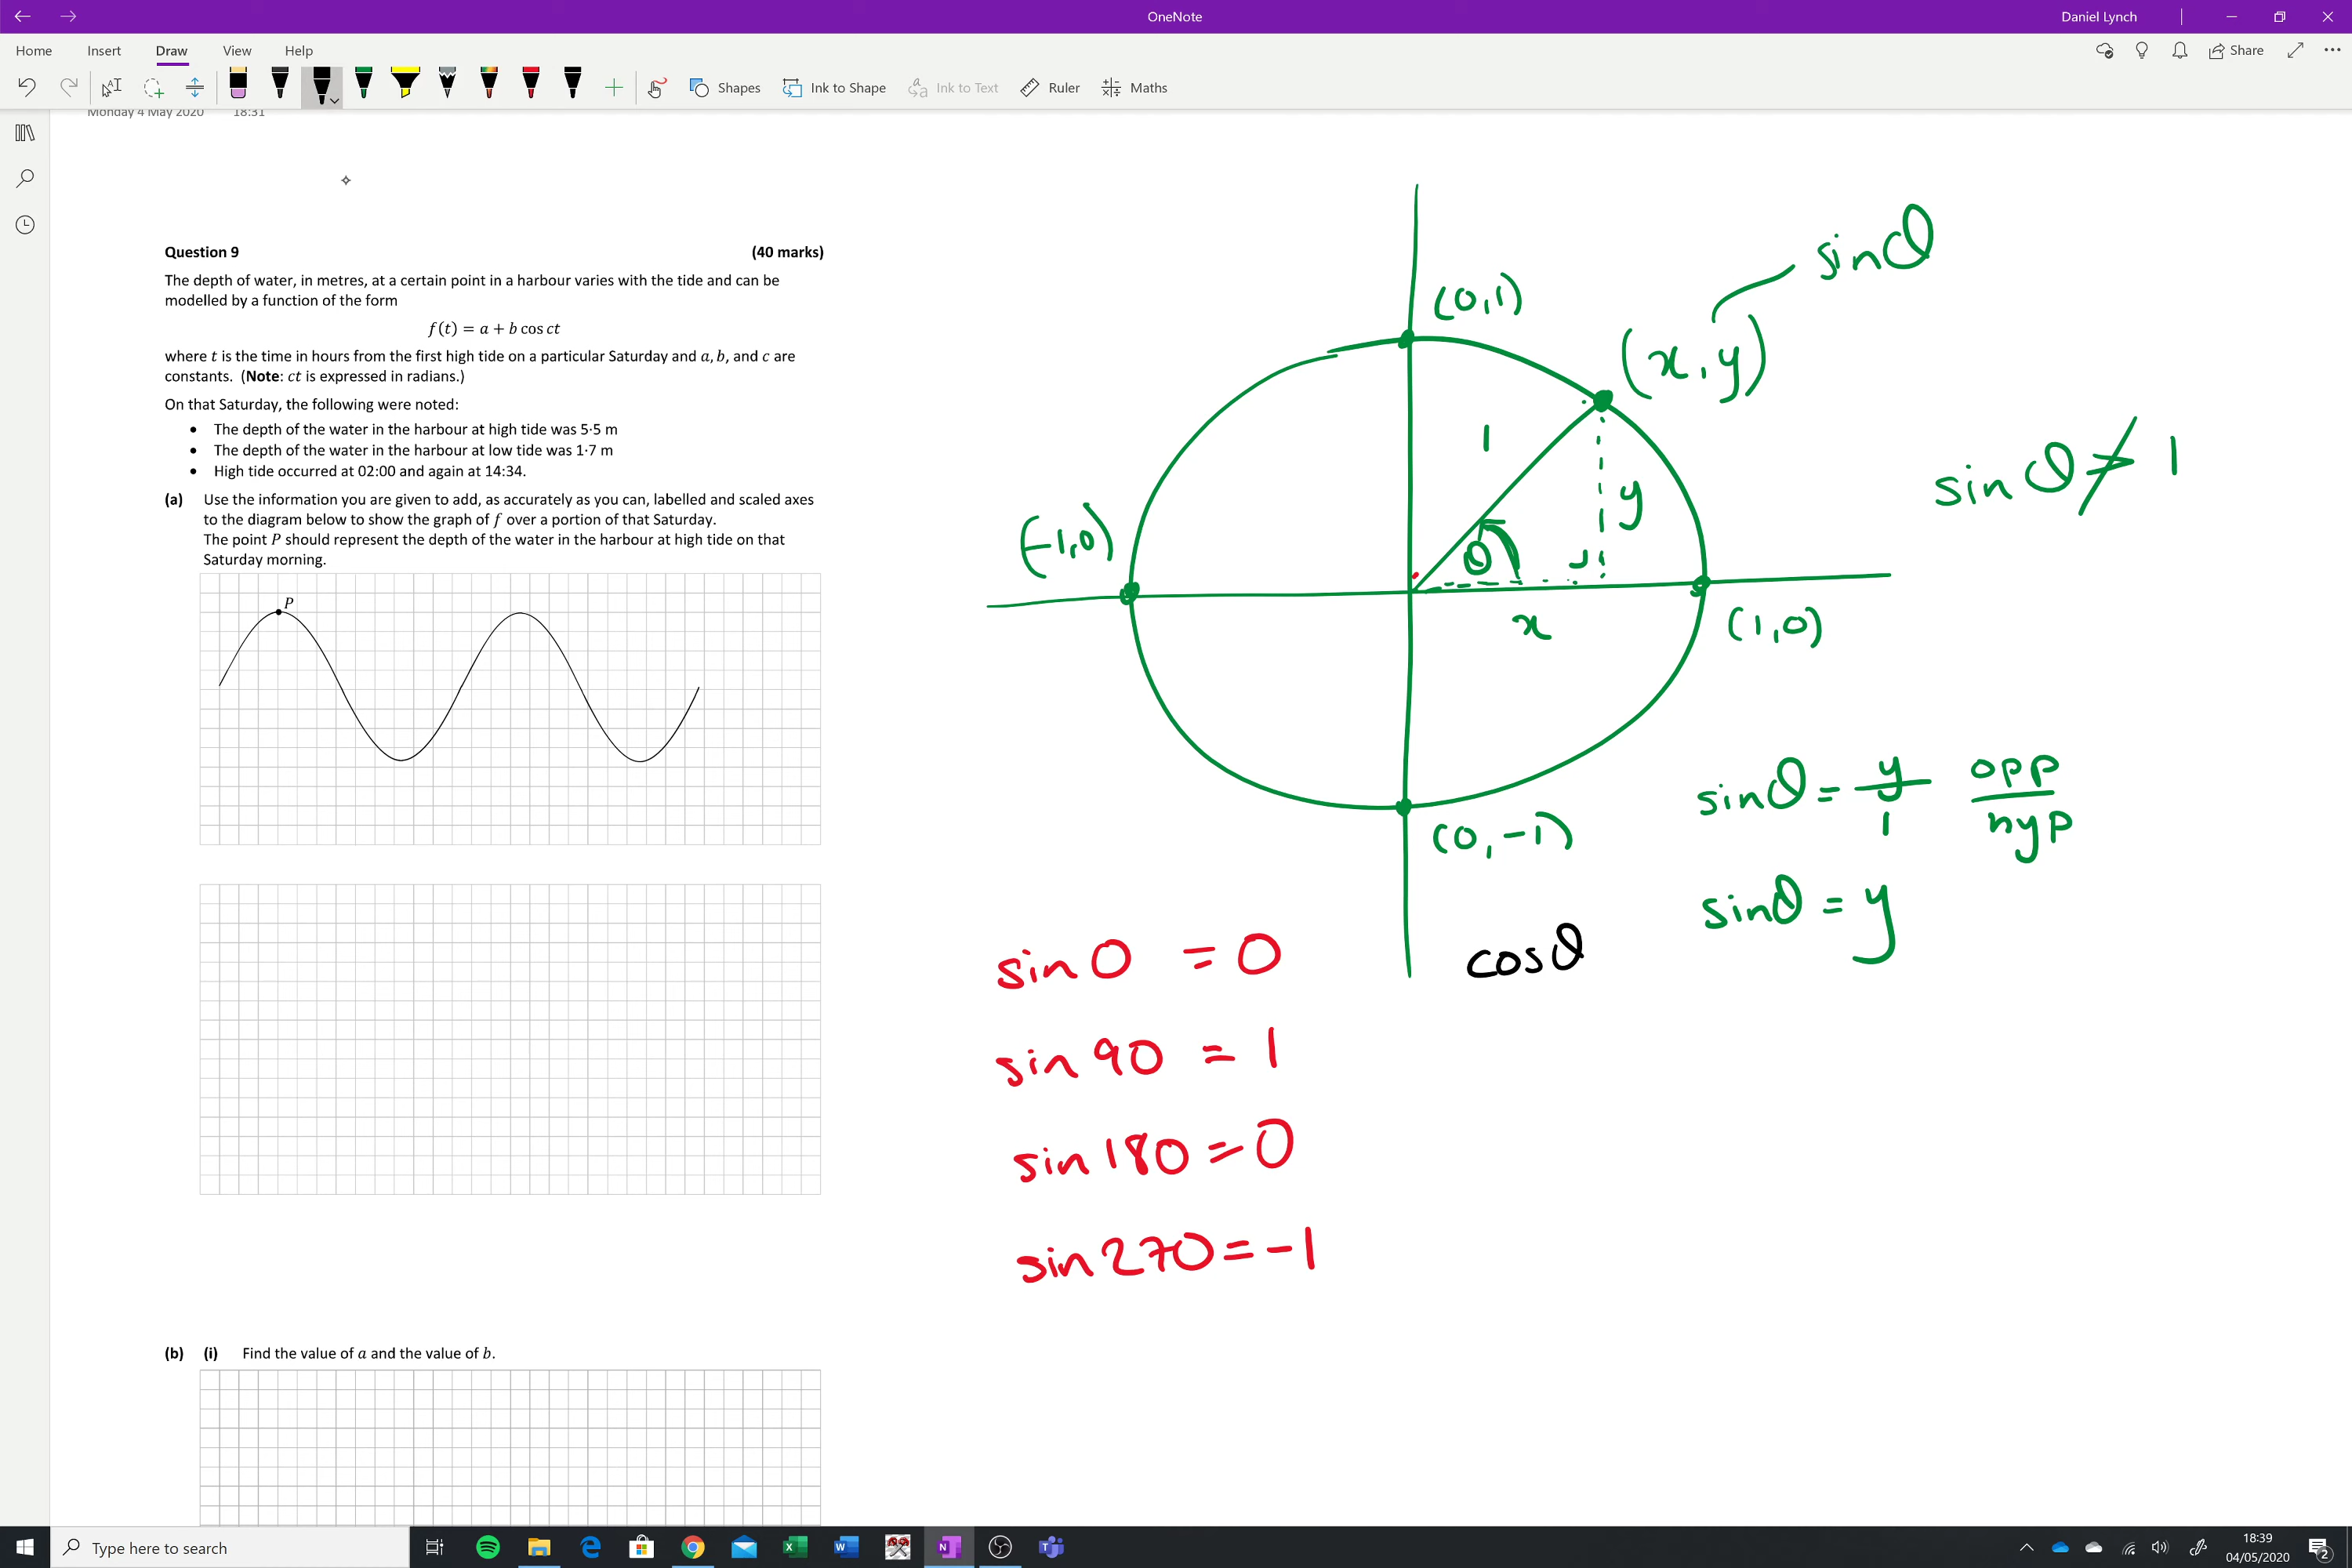 OneNote
Daniel Lynch
Home Insert Draw View Help
Share
Shapes Ink to Shape Ink to Text Ruler Maths
Monday 4 May 2020 18:31
Question 9 (40 marks)
The depth of water, in metres, at a certain point in a harbour varies with the tide and can be
modelled by a function of the form
f(t) = a + b cos ct
where t is the time in hours from the first high tide on a particular Saturday and a, b, and c are
constants. (Note: ct is expressed in radians.)
On that Saturday, the following were noted:
• The depth of the water in the harbour at high tide was 5·5 m
• The depth of the water in the harbour at low tide was 1·7 m
• High tide occurred at 02:00 and again at 14:34.
(a) Use the information you are given to add, as accurately as you can, labelled and scaled axes
to the diagram below to show the graph of f over a portion of that Saturday.
The point P should represent the depth of the water in the harbour at high tide on that
Saturday morning.
P
(b) (i) Find the value of a and the value of b.
sinθ
(0,1)
(x,y)
1
sin θ ≠ 1
y
(-1,0)
θ
x
(1,0)
sinθ = y/1 opp/hyp
(0,-1)
sinθ = y
sin 0 = 0
cosθ
sin 90 = 1
sin 180 = 0
sin 270 = -1
Type here to search
18:39
04/05/2020
2